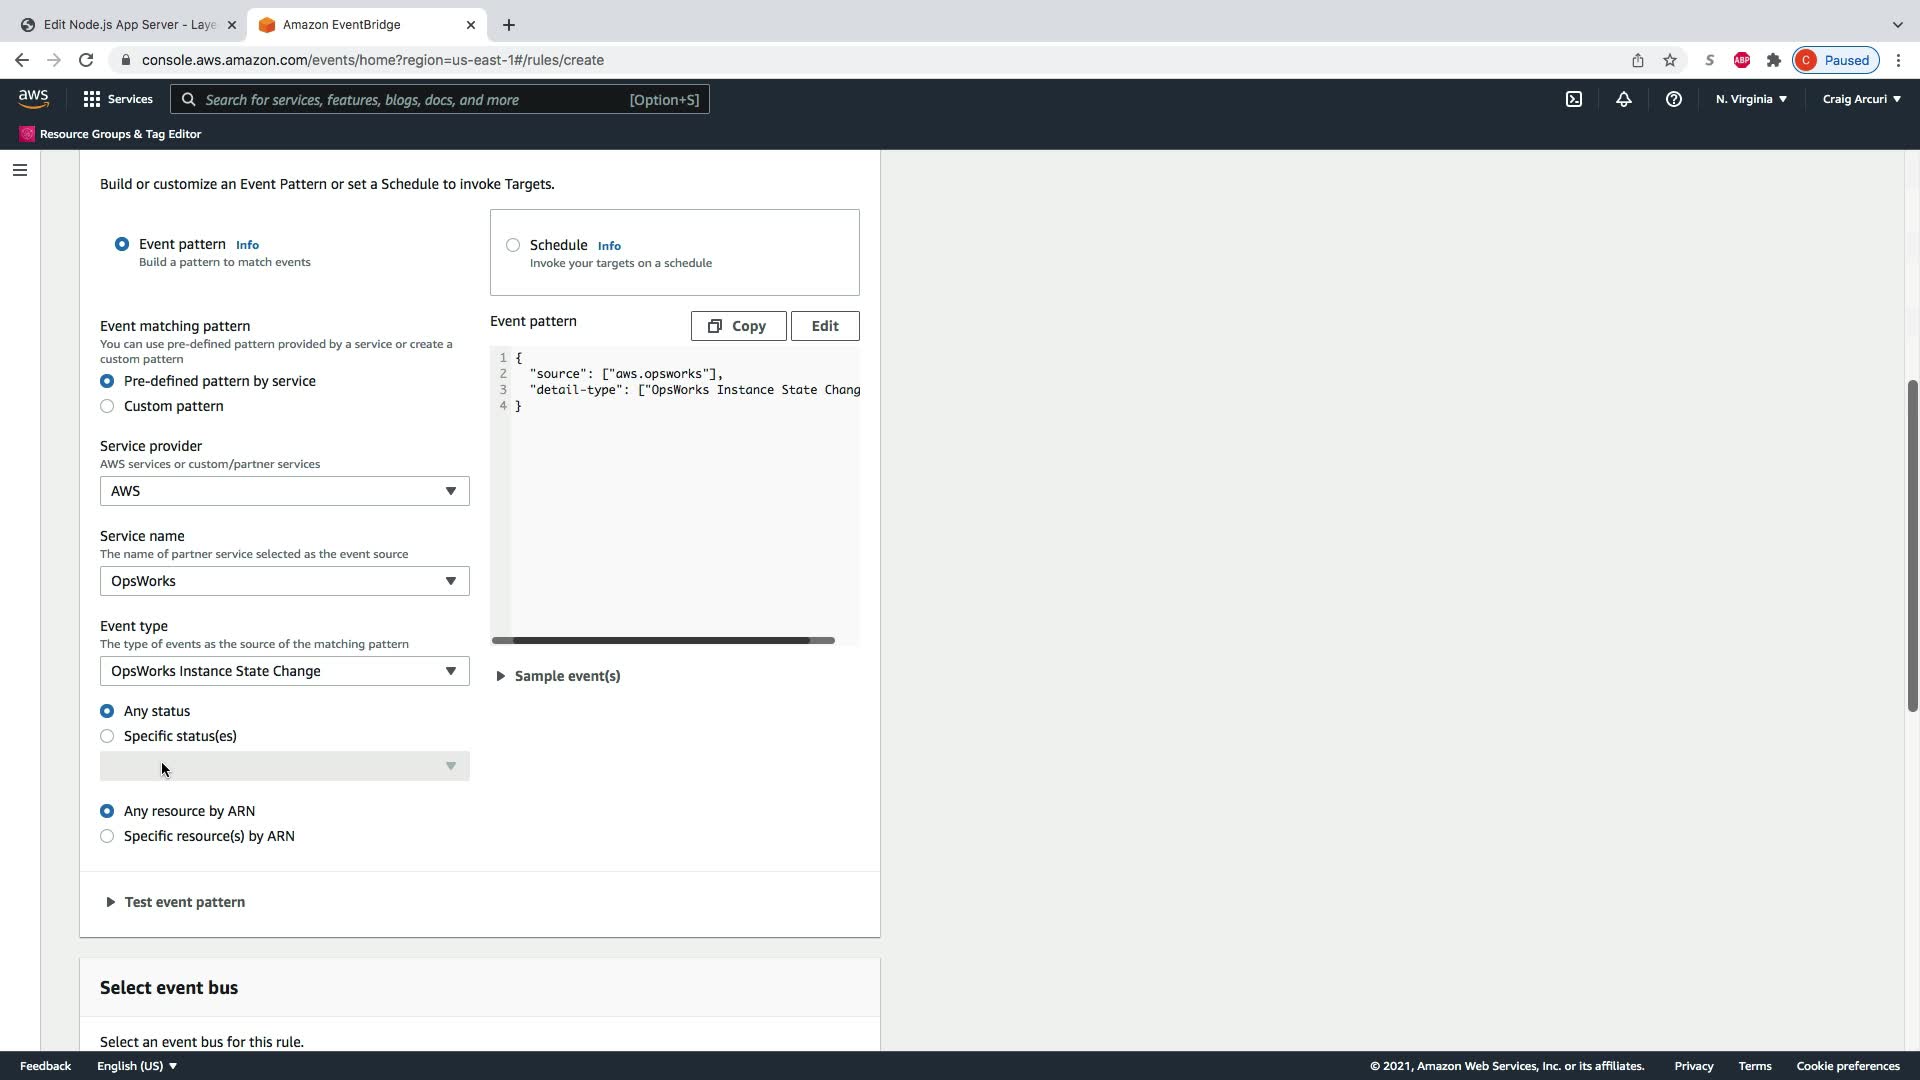 Edit Node.js App Server - Laye
Amazon EventBridge
console.aws.amazon.com/events/home?region=us-east-1#/rules/create
S
ABP
C
Paused
aws
Services
Search for services, features, blogs, docs, and more
[Option+S]
N. Virginia
Craig Arcuri
Resource Groups & Tag Editor
Build or customize an Event Pattern or set a Schedule to invoke Targets.
Event pattern Info
Build a pattern to match events
Schedule Info
Invoke your targets on a schedule
Event matching pattern
You can use pre-defined pattern provided by a service or create a
custom pattern
Pre-defined pattern by service
Custom pattern
Service provider
AWS services or custom/partner services
AWS
Service name
The name of partner service selected as the event source
OpsWorks
Event type
The type of events as the source of the matching pattern
OpsWorks Instance State Change
Any status
Specific status(es)
Any resource by ARN
Specific resource(s) by ARN
Event pattern
Copy
Edit
1 {
2 "source": ["aws.opsworks"],
3 "detail-type": ["OpsWorks Instance State Chang
4 }
Sample event(s)
Test event pattern
Select event bus
Select an event bus for this rule.
Feedback
English (US)
© 2021, Amazon Web Services, Inc. or its affiliates.
Privacy
Terms
Cookie preferences